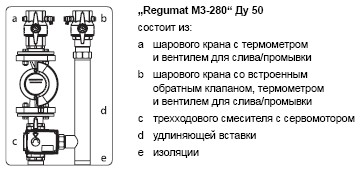 „Regumat M3-280“ Ду 50
состоит из:
a шарового крана с термометром
и вентилем для слива/промывки
b шарового крана со встроенным
обратным клапаном, термометром
и вентилем для слива/промывки
c трехходового смесителя с сервомотором
d удлиняющей вставки
e изоляции
a
b
c
d
e